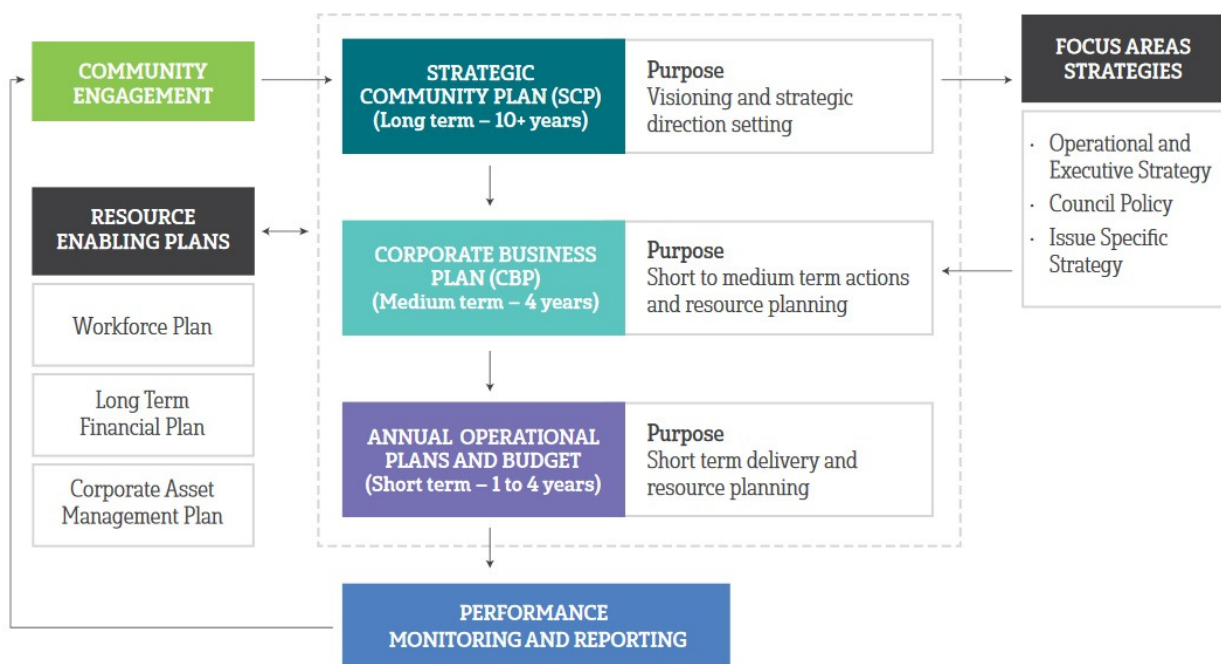 COMMUNITY
ENGAGEMENT
STRATEGIC
COMMUNITY PLAN (SCP)
(Long term – 10+ years)
Purpose
Visioning and strategic
direction setting
FOCUS AREAS
STRATEGIES
· Operational and
Executive Strategy
· Council Policy
· Issue Specific
Strategy
RESOURCE
ENABLING PLANS
Workforce Plan
Long Term
Financial Plan
Corporate Asset
Management Plan
CORPORATE BUSINESS
PLAN (CBP)
(Medium term – 4 years)
Purpose
Short to medium term actions
and resource planning
ANNUAL OPERATIONAL
PLANS AND BUDGET
(Short term – 1 to 4 years)
Purpose
Short term delivery and
resource planning
PERFORMANCE
MONITORING AND REPORTING